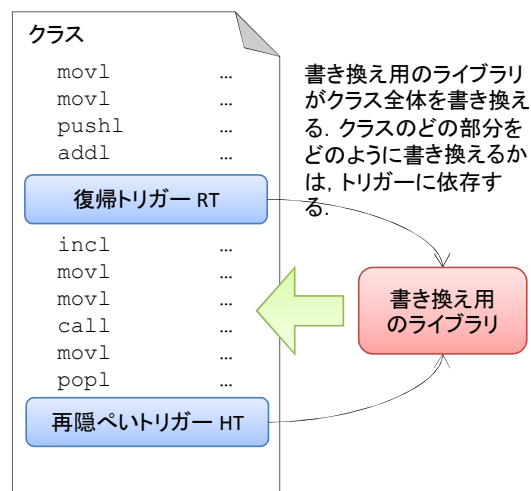 クラス
movl …
movl …
pushl …
addl …
復帰トリガー RT
incl …
movl …
movl …
call …
movl …
popl …
再隠ぺいトリガー HT
書き換え用のライブラリ
がクラス全体を書き換え
る. クラスのどの部分を
どのように書き換えるか
は, トリガーに依存す
る.
書き換え用
のライブラリ